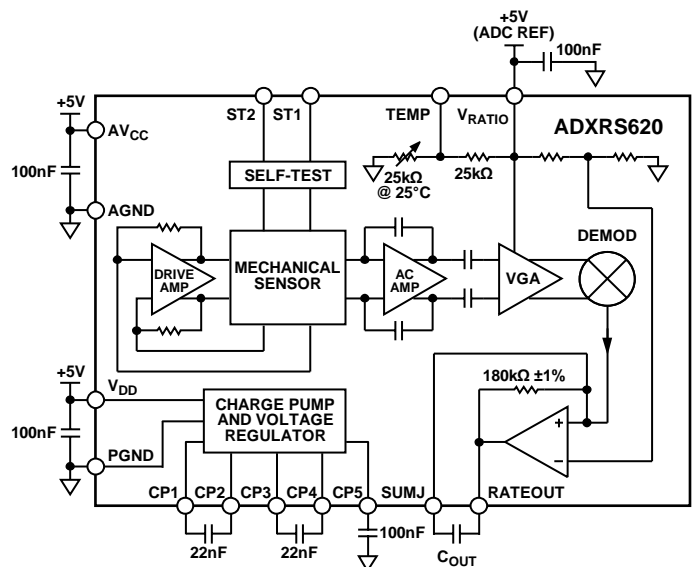 +5V
(ADC REF)
100nF
+5V
AVCC
100nF
AGND
ST2
ST1
TEMP
VRATIO
ADXRS620
25kΩ
@ 25°C
25kΩ
SELF-TEST
DRIVE
AMP
MECHANICAL
SENSOR
AC
AMP
VGA
DEMOD
+5V
VDD
100nF
PGND
CHARGE PUMP
AND VOLTAGE
REGULATOR
180kΩ ±1%
+
–
CP1
CP2
CP3
CP4
CP5
SUMJ
RATEOUT
22nF
22nF
100nF
COUT